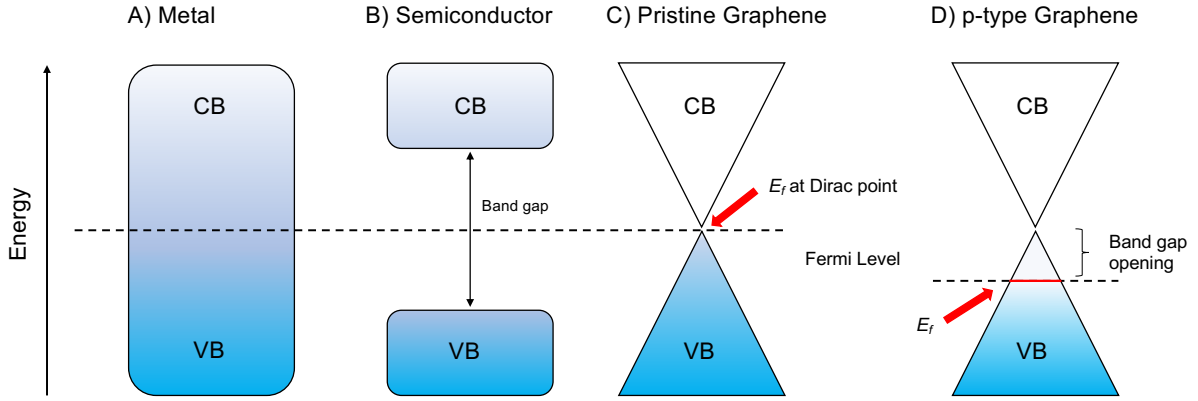 A) Metal
B) Semiconductor
C) Pristine Graphene
D) p-type Graphene
Energy
CB
CB
CB
CB
Band gap
E_f at Dirac point
Fermi Level
Band gap
opening
E_f
VB
VB
VB
VB